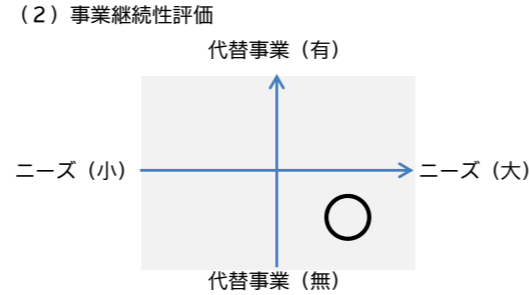 （２）事業継続性評価
代替事業（有）
ニーズ（小）
ニーズ（大）
代替事業（無）